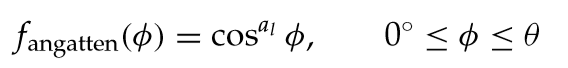 f_angatten(ϕ) = cos^{a_l} ϕ, 0° ≤ ϕ ≤ θ